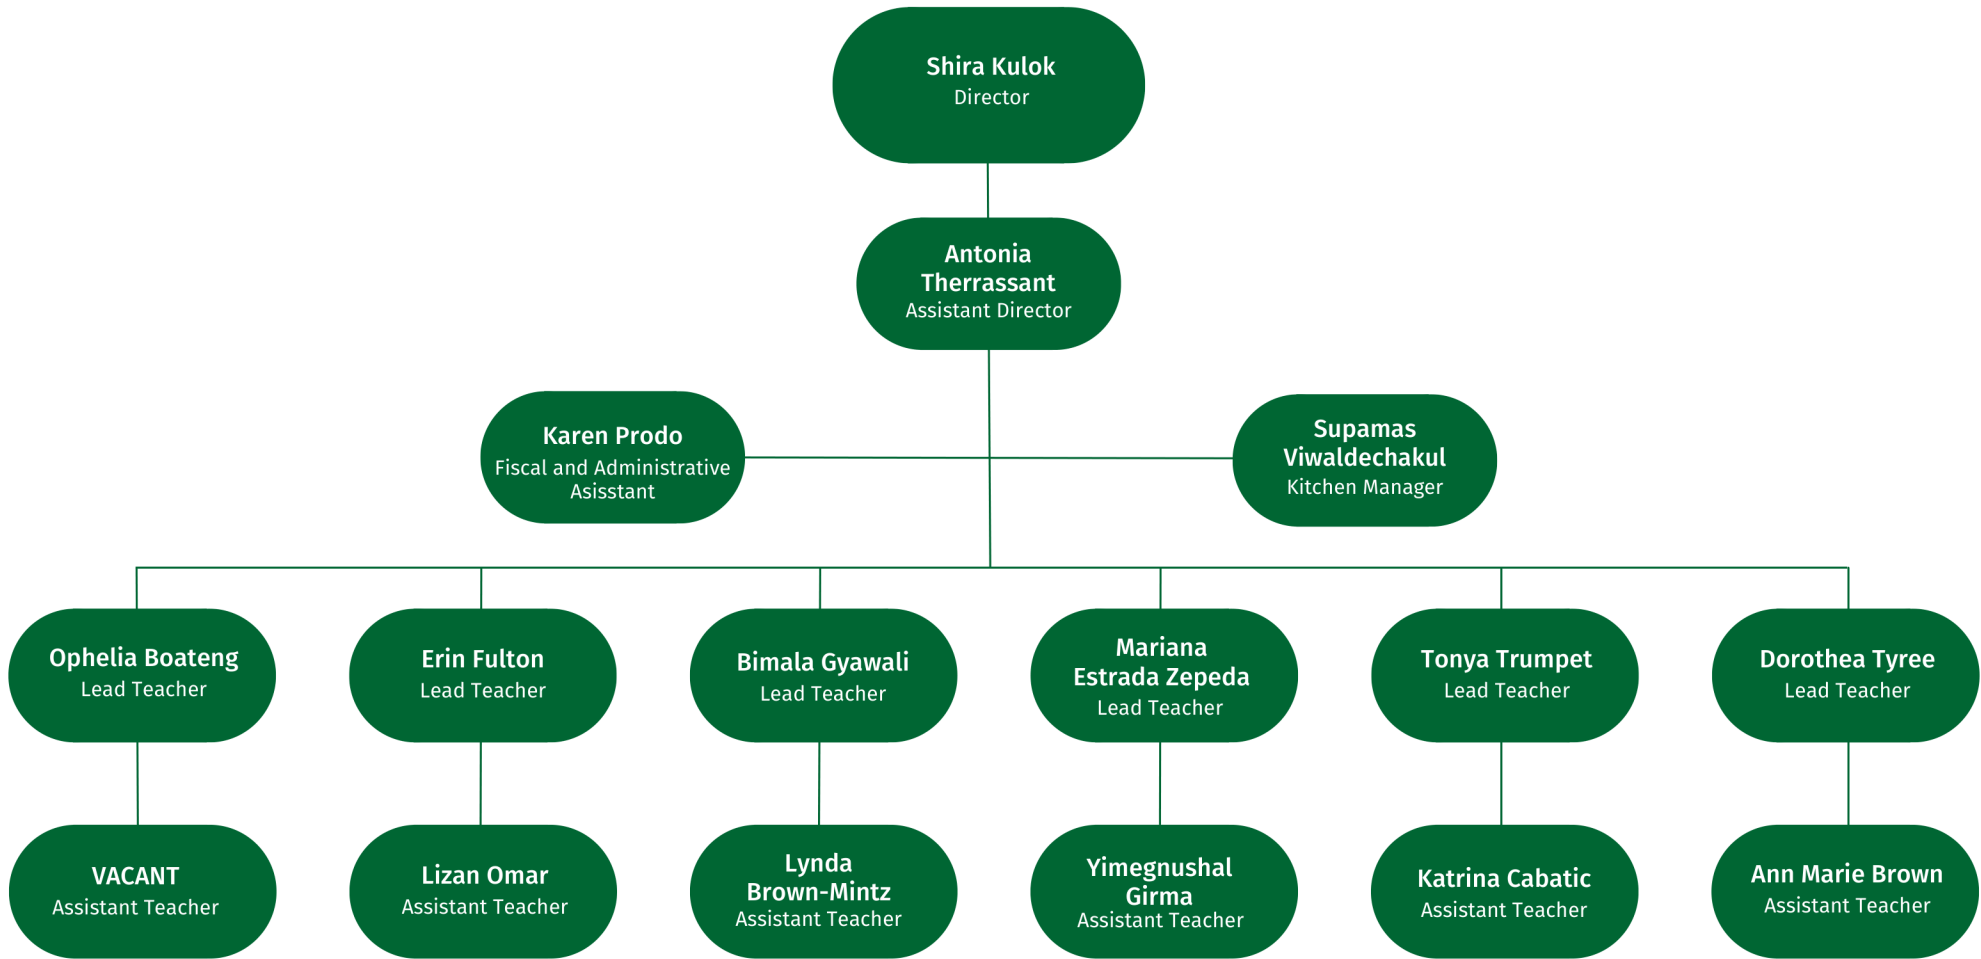 Shira Kulok
Director
Antonia
Therrassant
Assistant Director
Karen Prodo
Fiscal and Administrative
Asisstant
Supamas
Viwaldechakul
Kitchen Manager
Ophelia Boateng
Lead Teacher
Erin Fulton
Lead Teacher
Bimala Gyawali
Lead Teacher
Mariana
Estrada Zepeda
Lead Teacher
Tonya Trumpet
Lead Teacher
Dorothea Tyree
Lead Teacher
VACANT
Assistant Teacher
Lizan Omar
Assistant Teacher
Lynda
Brown-Mintz
Assistant Teacher
Yimegnushal
Girma
Assistant Teacher
Katrina Cabatic
Assistant Teacher
Ann Marie Brown
Assistant Teacher